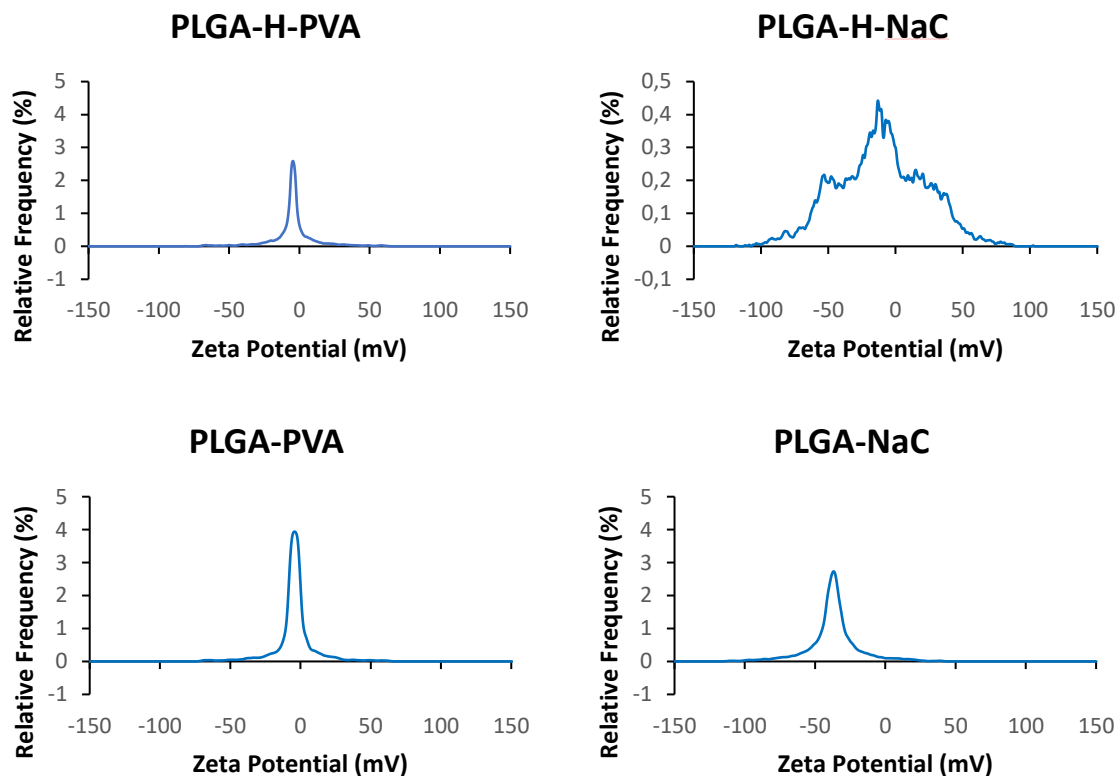 PLGA-H-PVA
Relative Frequency (%)
5
4
3
2
1
0
-1
-150 -100 -50 0 50 100 150
Zeta Potential (mV)
PLGA-H-NaC
Relative Frequency (%)
0,5
0,4
0,3
0,2
0,1
0
-0,1
-150 -100 -50 0 50 100 150
Zeta Potential (mV)
PLGA-PVA
Relative Frequency (%)
5
4
3
2
1
0
-1
-150 -100 -50 0 50 100 150
Zeta Potential (mV)
PLGA-NaC
Relative Frequency (%)
5
4
3
2
1
0
-1
-150 -100 -50 0 50 100 150
Zeta Potential (mV)